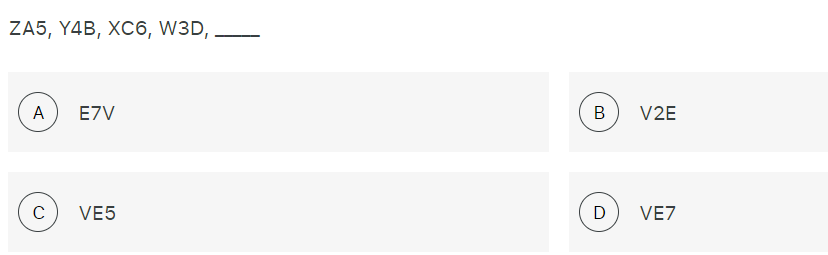 ZA5, Y4B, XC6, W3D, _____
A E7V
B V2E
C VE5
D VE7